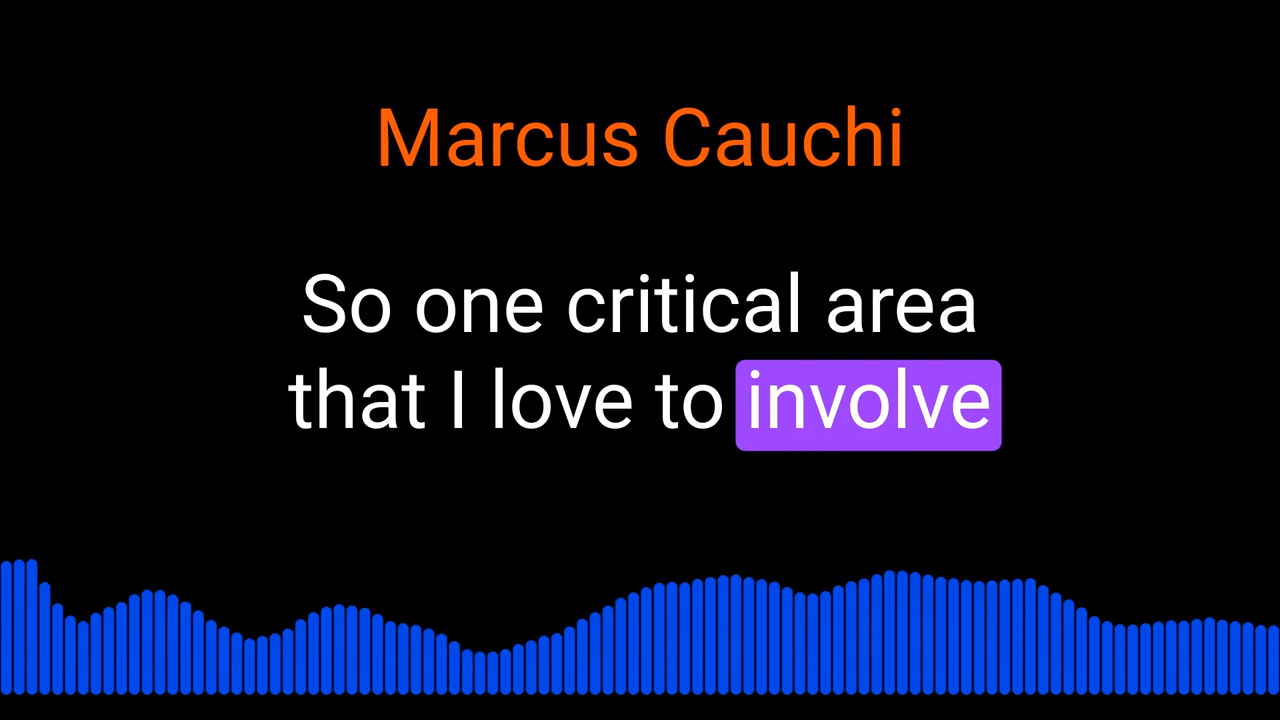 Marcus Cauchi
So one critical area
that I love to involve